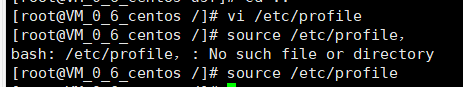 [root@VM_0_6_centos /]# vi /etc/profile
[root@VM_0_6_centos /]# source /etc/profile，
bash: /etc/profile，: No such file or directory
[root@VM_0_6_centos /]# source /etc/profile